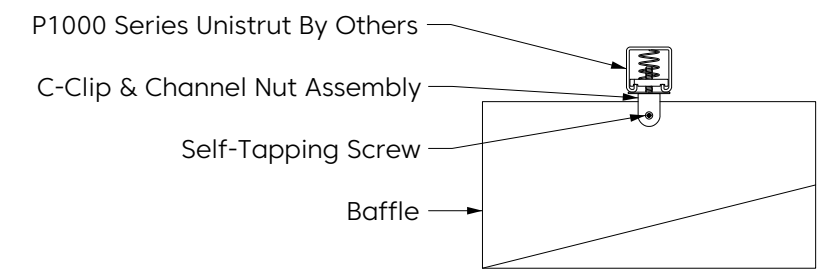 P1000 Series Unistrut By Others
C-Clip & Channel Nut Assembly
Self-Tapping Screw
Baffle